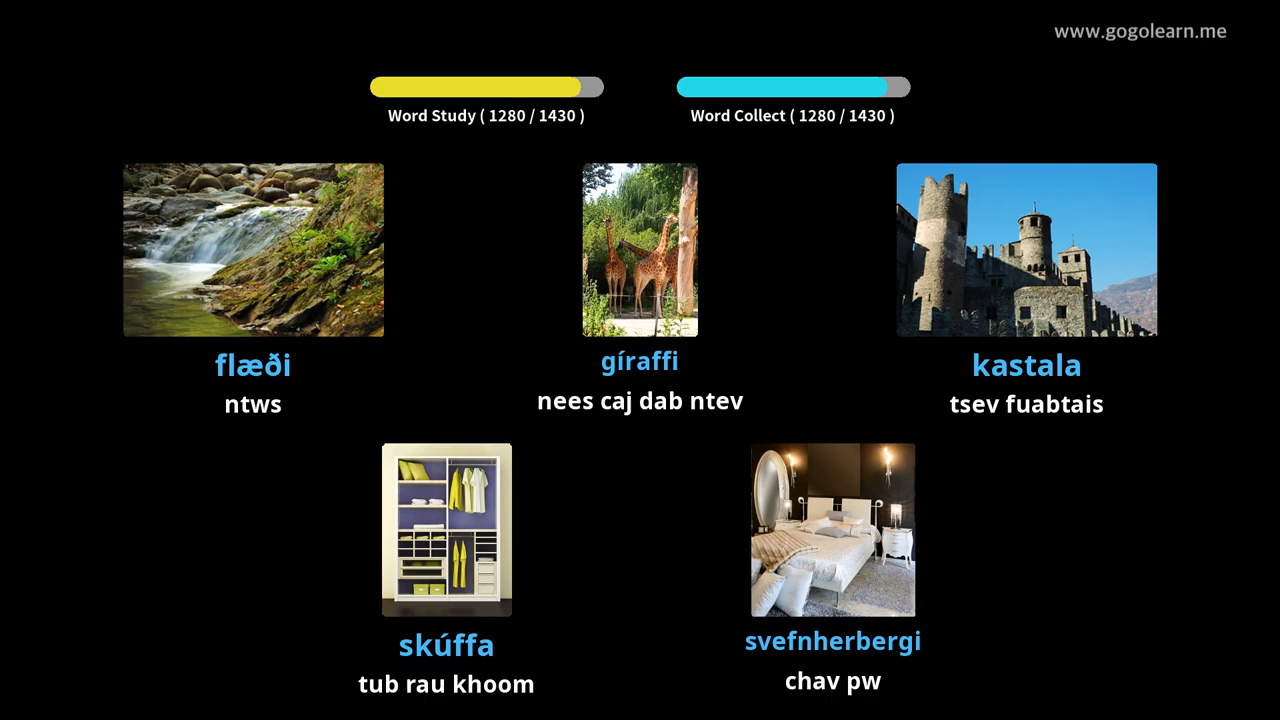 www.gogolearn.me
Word Study ( 1280 / 1430 )
Word Collect ( 1280 / 1430 )
flæði
ntws
gíraffi
nees caj dab ntev
kastala
tsev fuabtais
skúffa
tub rau khoom
svefnherbergi
chav pw